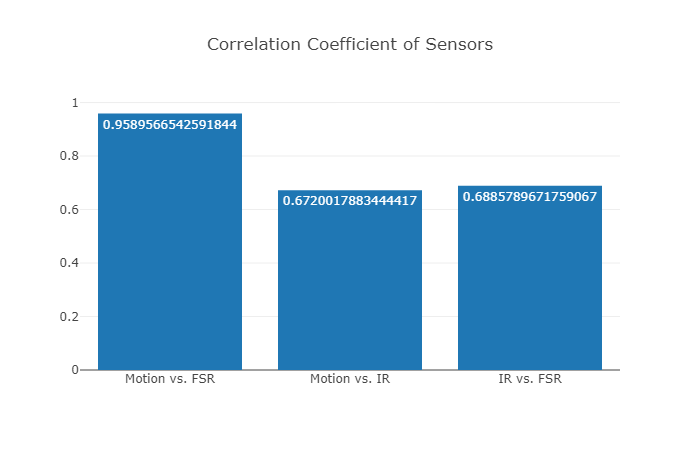 Correlation Coefficient of Sensors
1
0.8
0.6
0.4
0.2
0
0.9589566542591844
0.6720017883444417
0.6885789671759067
Motion vs. FSR
Motion vs. IR
IR vs. FSR